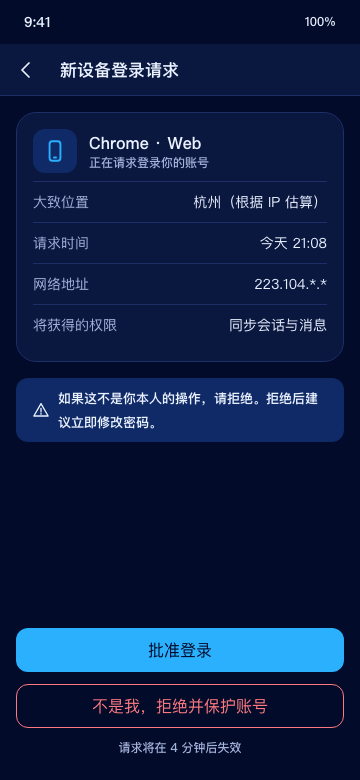 9:41
100%
新设备登录请求
Chrome · Web
正在请求登录你的账号
大致位置
杭州（根据 IP 估算）
请求时间
今天 21:08
网络地址
223.104.*.*
将获得的权限
同步会话与消息
如果这不是你本人的操作，请拒绝。拒绝后建
议立即修改密码。
批准登录
不是我，拒绝并保护账号
请求将在 4 分钟后失效